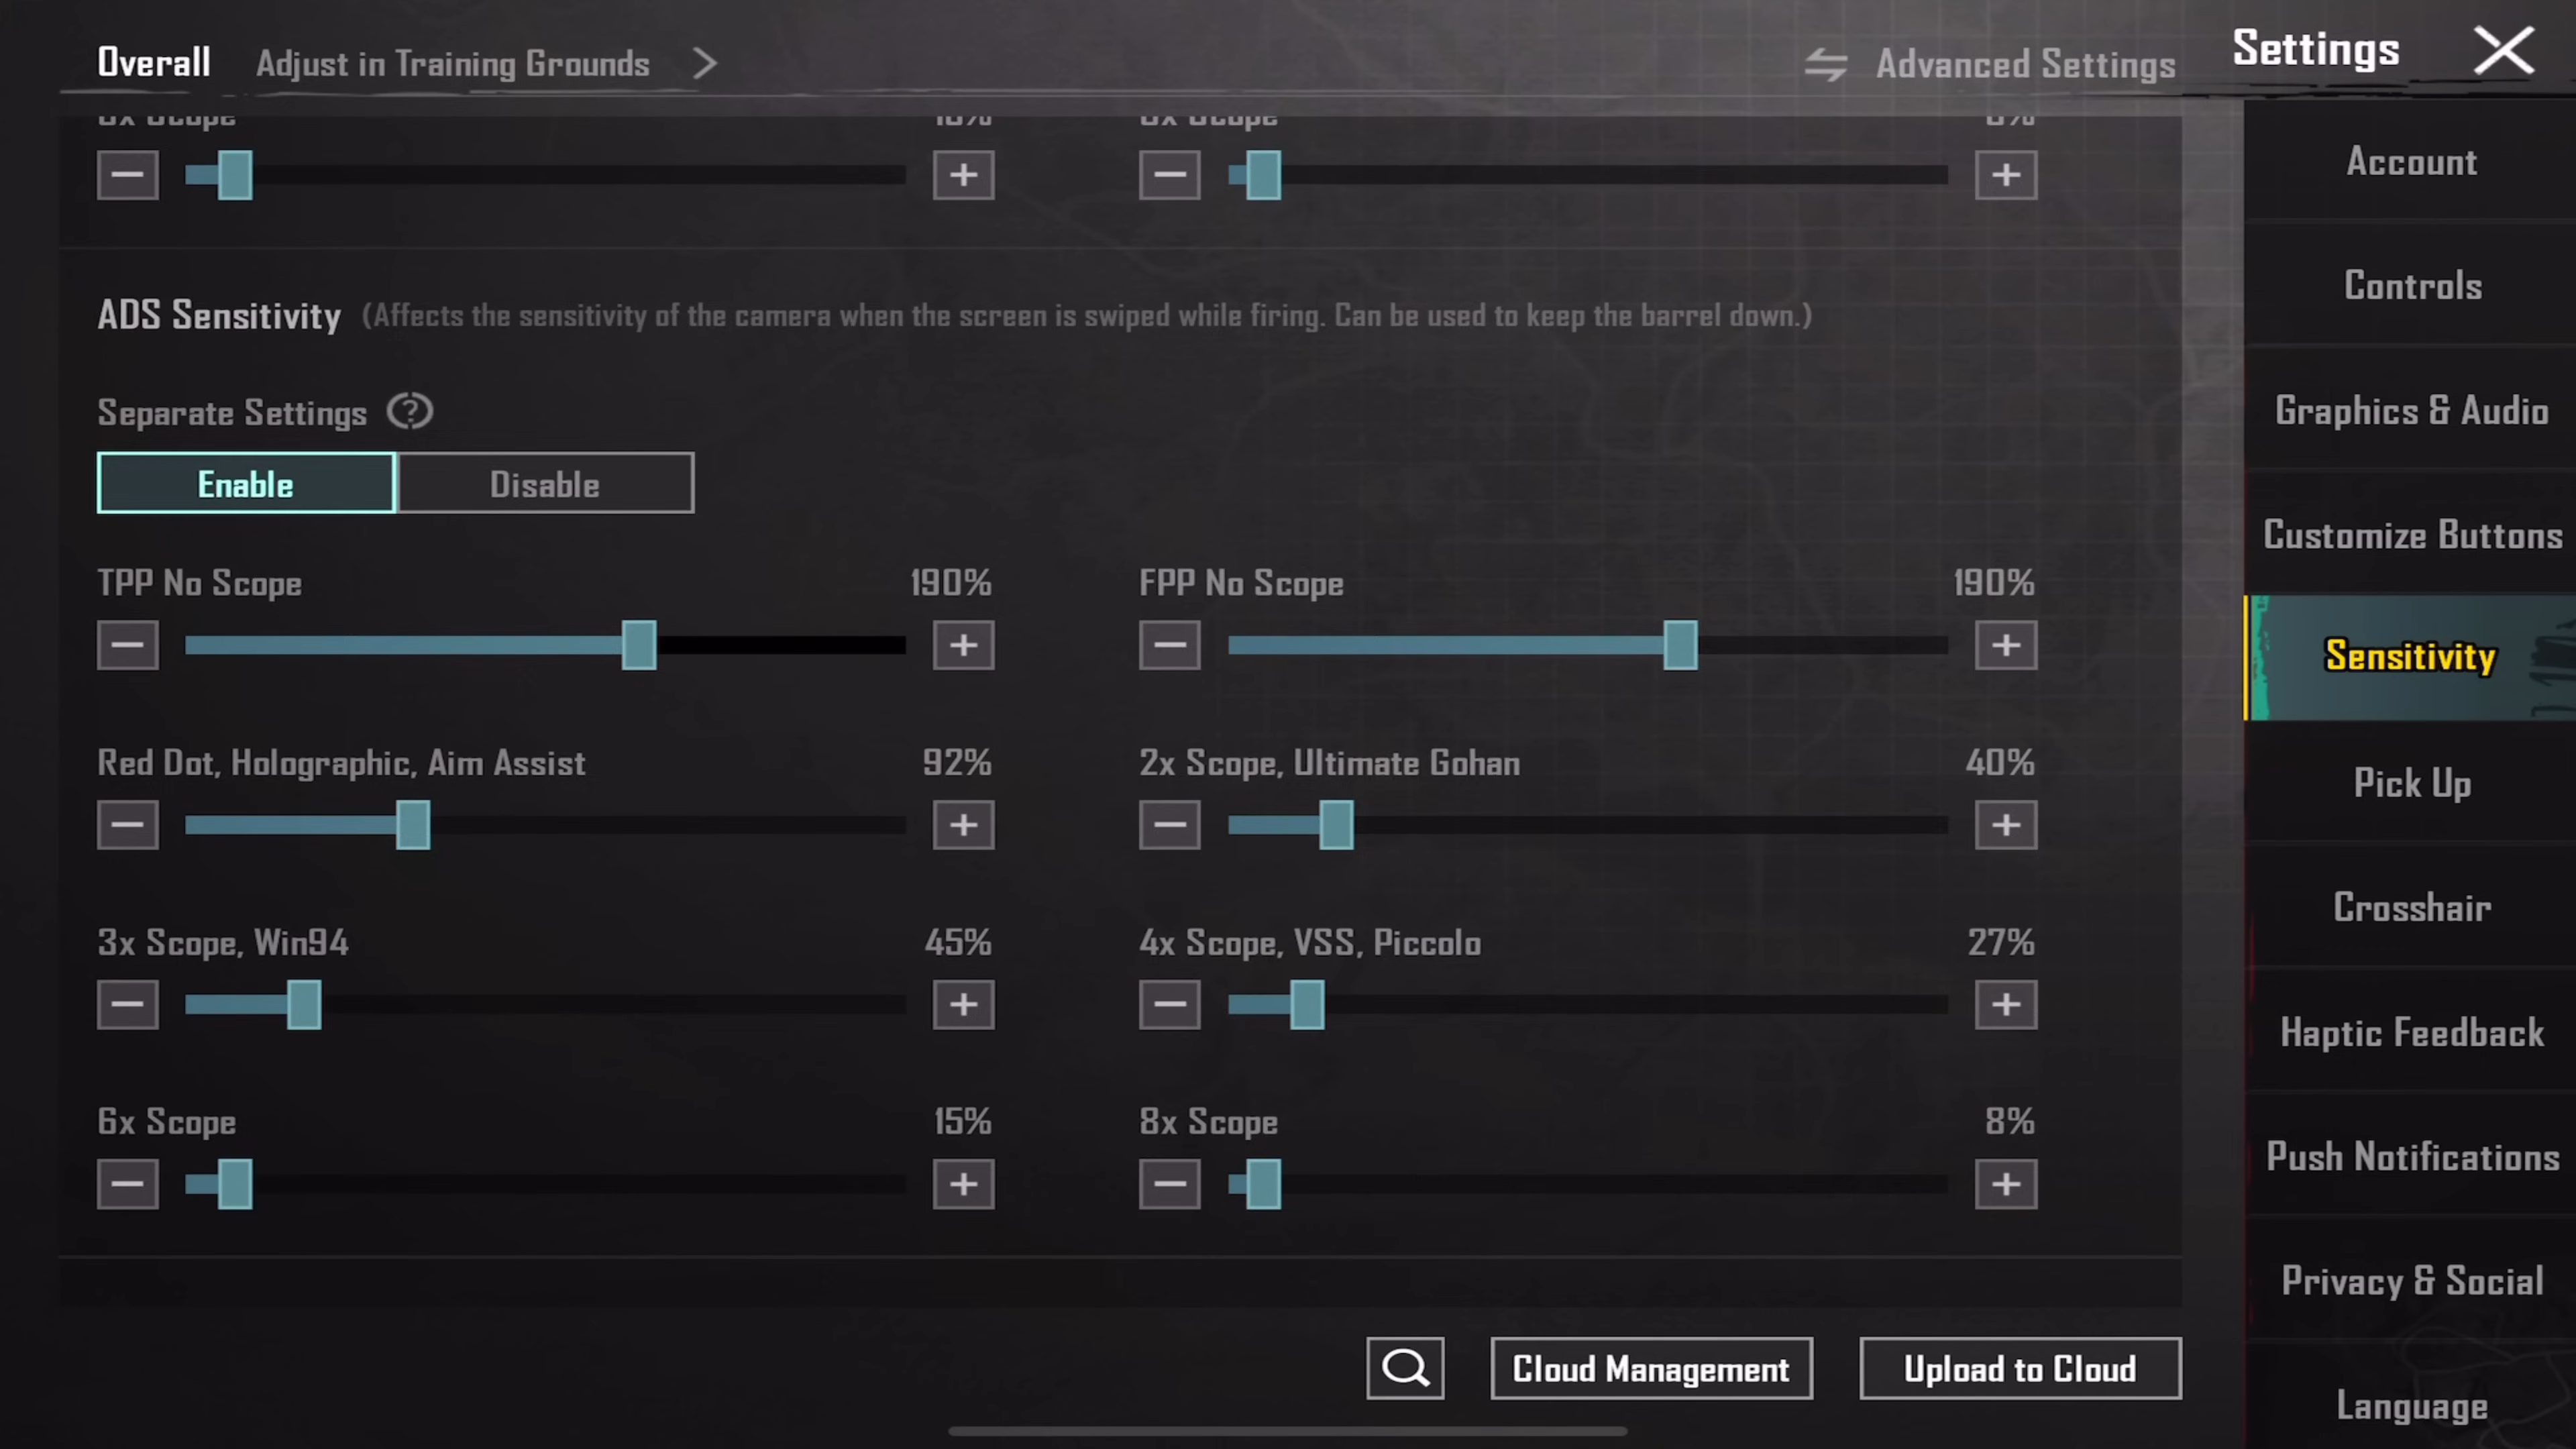 Overall
Adjust in Training Grounds
Advanced Settings
Settings
ADS Sensitivity (Affects the sensitivity of the camera when the screen is swiped while firing. Can be used to keep the barrel down.)
Separate Settings
Enable
Disable
TPP No Scope 190%
FPP No Scope 190%
Red Dot, Holographic, Aim Assist 92%
2x Scope, Ultimate Gohan 40%
3x Scope, Win94 45%
4x Scope, VSS, Piccolo 27%
6x Scope 15%
8x Scope 8%
Cloud Management
Upload to Cloud
Account
Controls
Graphics & Audio
Customize Buttons
Sensitivity
Pick Up
Crosshair
Haptic Feedback
Push Notifications
Privacy & Social
Language